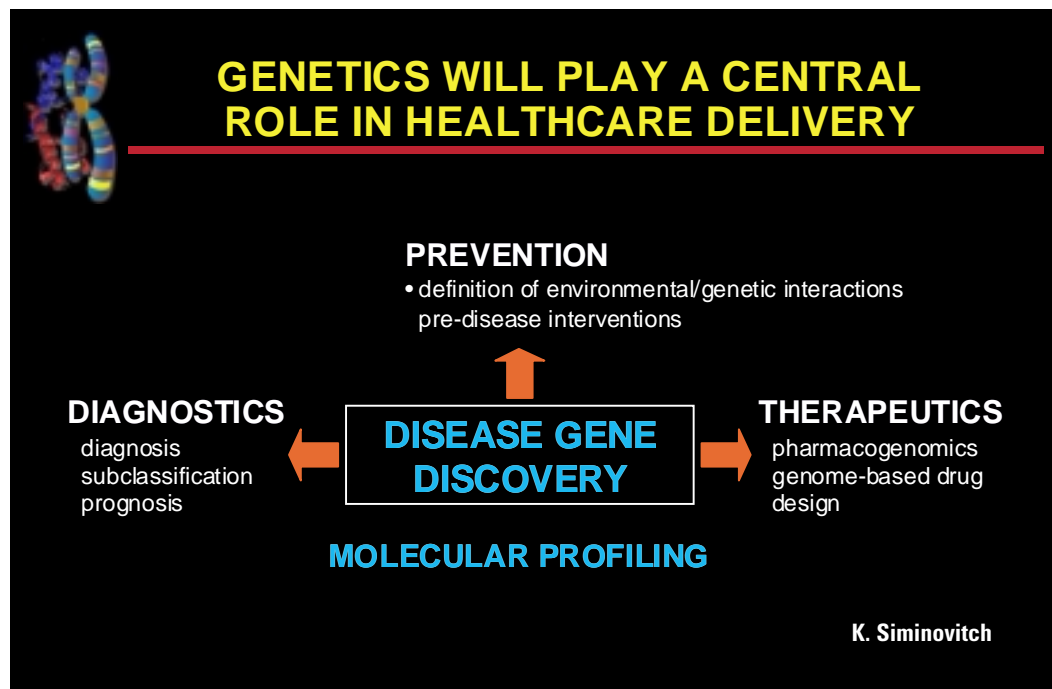 GENETICS WILL PLAY A CENTRAL
ROLE IN HEALTHCARE DELIVERY
PREVENTION
• definition of environmental/genetic interactions
pre-disease interventions
DIAGNOSTICS
diagnosis
subclassification
prognosis
DISEASE GENE
DISCOVERY
THERAPEUTICS
pharmacogenomics
genome-based drug
design
MOLECULAR PROFILING
K. Siminovitch